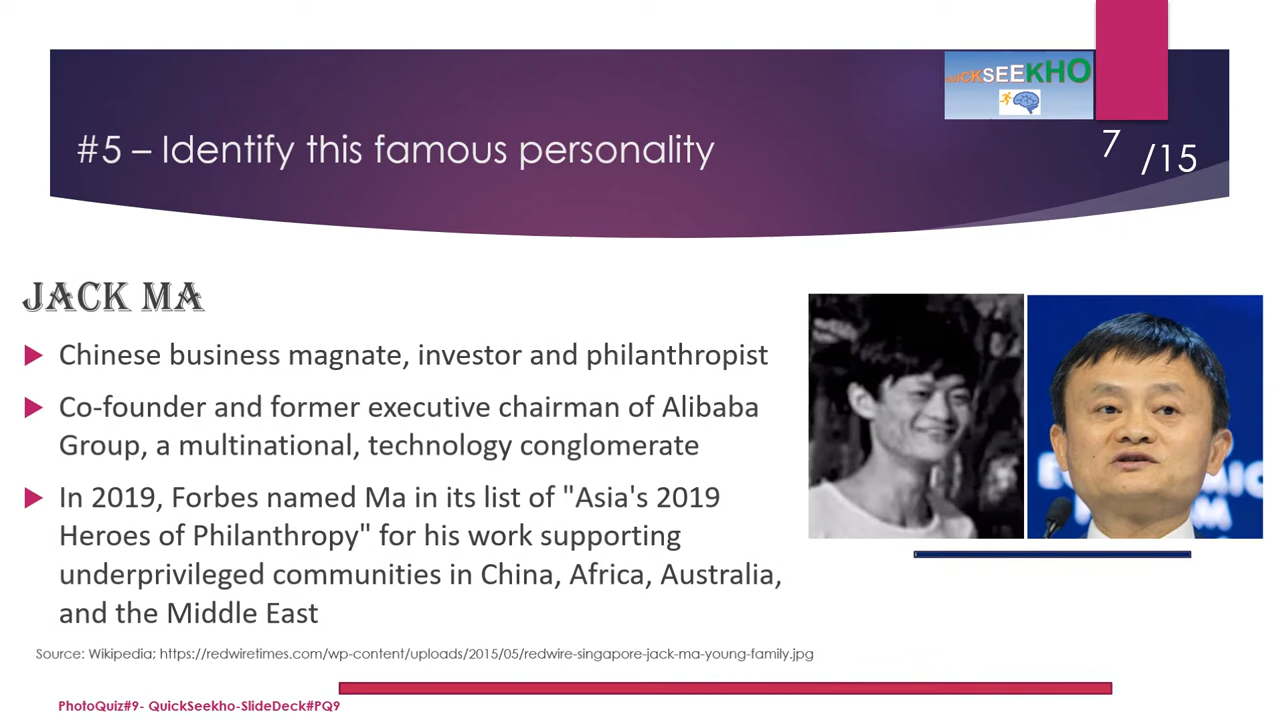 QUICKSEEKHO
#5 – Identify this famous personality
7 /15
JACK MA
Chinese business magnate, investor and philanthropist
Co-founder and former executive chairman of Alibaba
Group, a multinational, technology conglomerate
In 2019, Forbes named Ma in its list of "Asia's 2019
Heroes of Philanthropy" for his work supporting
underprivileged communities in China, Africa, Australia,
and the Middle East
Source: Wikipedia; https://redwiretimes.com/wp-content/uploads/2015/05/redwire-singapore-jack-ma-young-family.jpg
PhotoQuiz#9- QuickSeekho-SlideDeck#PQ9